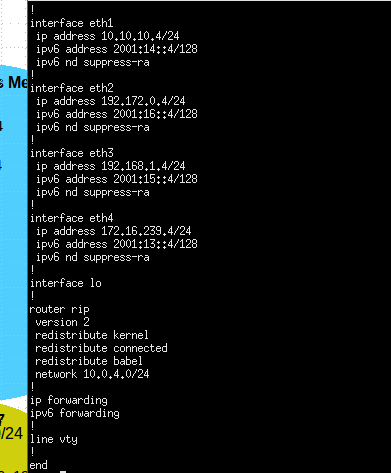 !
interface eth1
 ip address 10.10.10.4/24
 ipv6 address 2001:14::4/128
 ipv6 nd suppress-ra
!
interface eth2
 ip address 192.172.0.4/24
 ipv6 address 2001:16::4/128
 ipv6 nd suppress-ra
!
interface eth3
 ip address 192.168.1.4/24
 ipv6 address 2001:15::4/128
 ipv6 nd suppress-ra
!
interface eth4
 ip address 172.16.239.4/24
 ipv6 address 2001:13::4/128
 ipv6 nd suppress-ra
!
interface lo
!
router rip
 version 2
 redistribute kernel
 redistribute connected
 redistribute babel
 network 10.0.4.0/24
!
ip forwarding
ipv6 forwarding
!
line vty
!
end
s Me
4
4
7
0/24